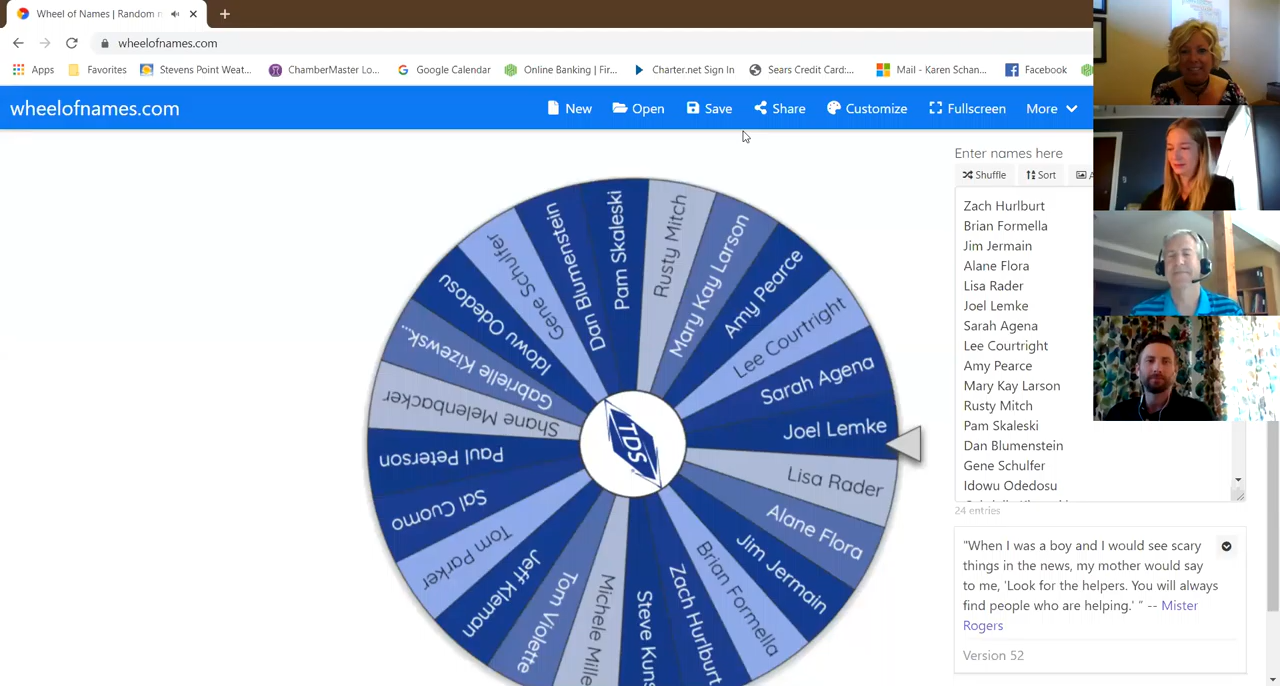 Wheel of Names | Random n
wheelofnames.com
Apps
Favorites
Stevens Point Weat...
ChamberMaster Lo...
Google Calendar
Online Banking | Fir...
Charter.net Sign In
Sears Credit Card:...
Mail - Karen Schan...
Facebook
wheelofnames.com
New
Open
Save
Share
Customize
Fullscreen
More
Pam Skaleski
Rusty Mitch
Mary Kay Larson
Amy Pearce
Lee Courtright
Sarah Agena
Joel Lemke
Lisa Rader
Alane Flora
Jim Jermain
Brian Formella
Zach Hurlburt
Steve Kuns
Michele Mille
Tom Violette
Jeff Kleman
Tom Parker
Sal Cuomo
Paul Peterson
Shane Melenbacker
Gabrielle Kizewsk...
Idowu Odedosu
Gene Schulfer
Dan Blumenstein
TDS
Enter names here
Shuffle
Sort
Zach Hurlburt
Brian Formella
Jim Jermain
Alane Flora
Lisa Rader
Joel Lemke
Sarah Agena
Lee Courtright
Amy Pearce
Mary Kay Larson
Rusty Mitch
Pam Skaleski
Dan Blumenstein
Gene Schulfer
Idowu Odedosu
24 entries
"When I was a boy and I would see scary
things in the news, my mother would say
to me, 'Look for the helpers. You will always
find people who are helping.' " -- Mister
Rogers
Version 52